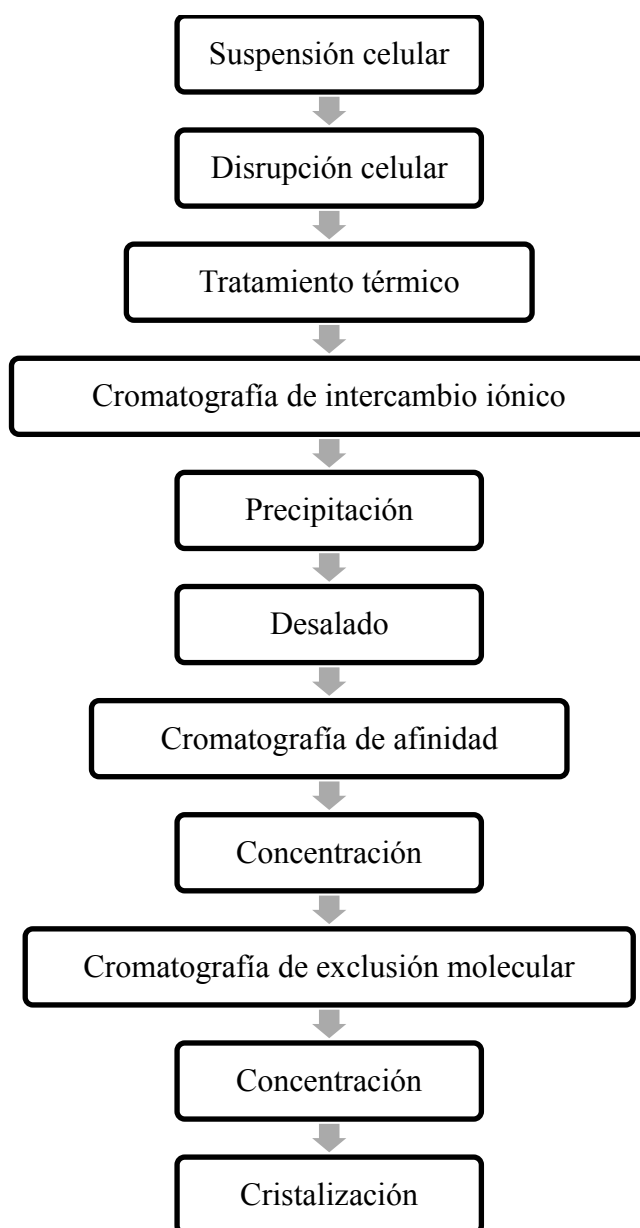 Suspensión celular
Disrupción celular
Tratamiento térmico
Cromatografía de intercambio iónico
Precipitación
Desalado
Cromatografía de afinidad
Concentración
Cromatografía de exclusión molecular
Concentración
Cristalización